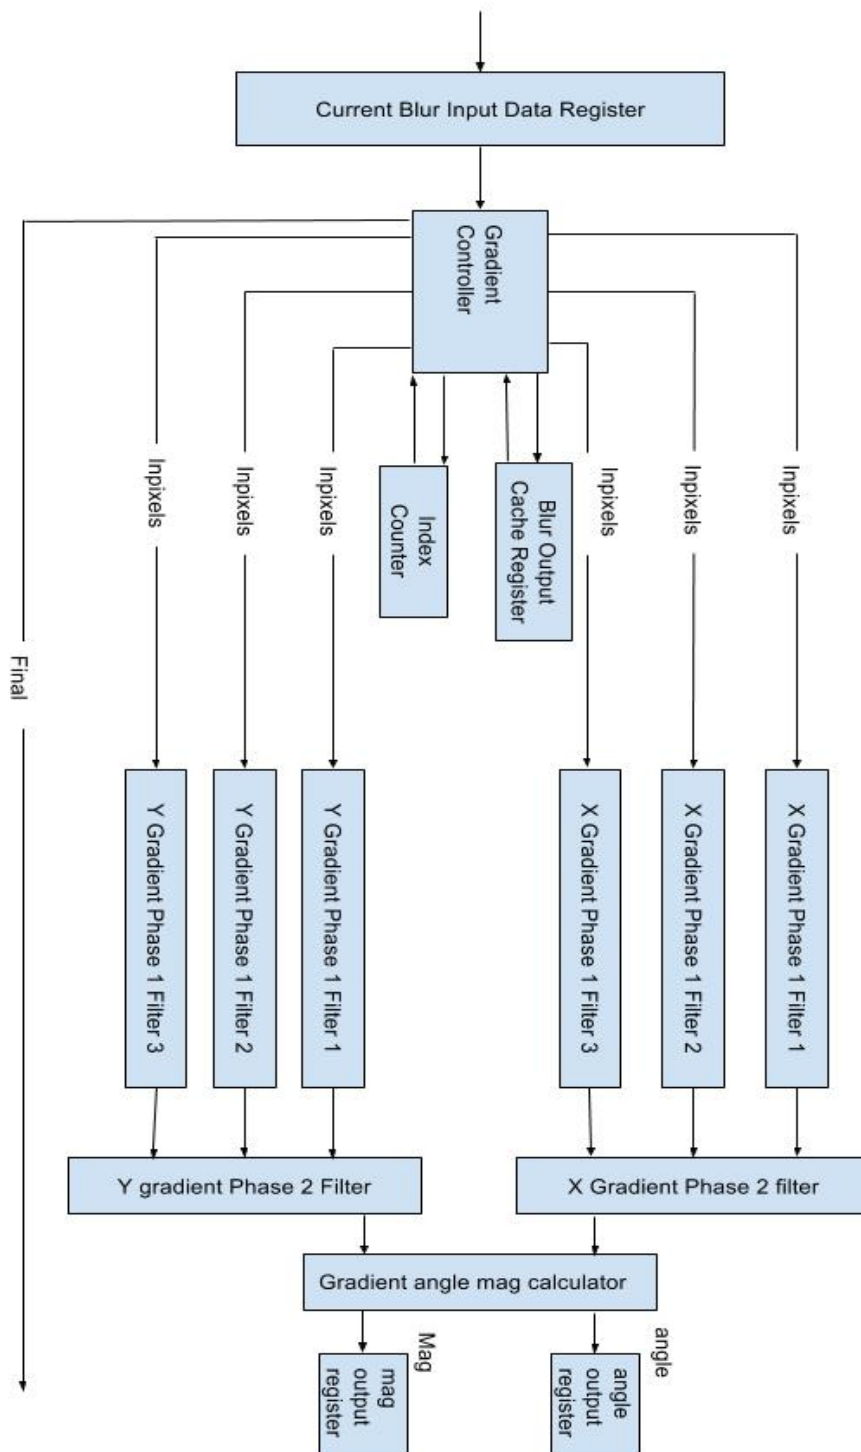 Current Blur Input Data Register
Gradient
Controller
Inpixels
Inpixels
Inpixels
Inpixels
Inpixels
Inpixels
Index
Counter
Blur Output
Cache Register
Final
Y Gradient Phase 1 Filter 3
Y Gradient Phase 1 Filter 2
Y Gradient Phase 1 Filter 1
X Gradient Phase 1 Filter 3
X Gradient Phase 1 Filter 2
X Gradient Phase 1 Filter 1
Y gradient Phase 2 Filter
X Gradient Phase 2 filter
Gradient angle mag calculator
Mag
angle
mag
output
register
angle
output
register